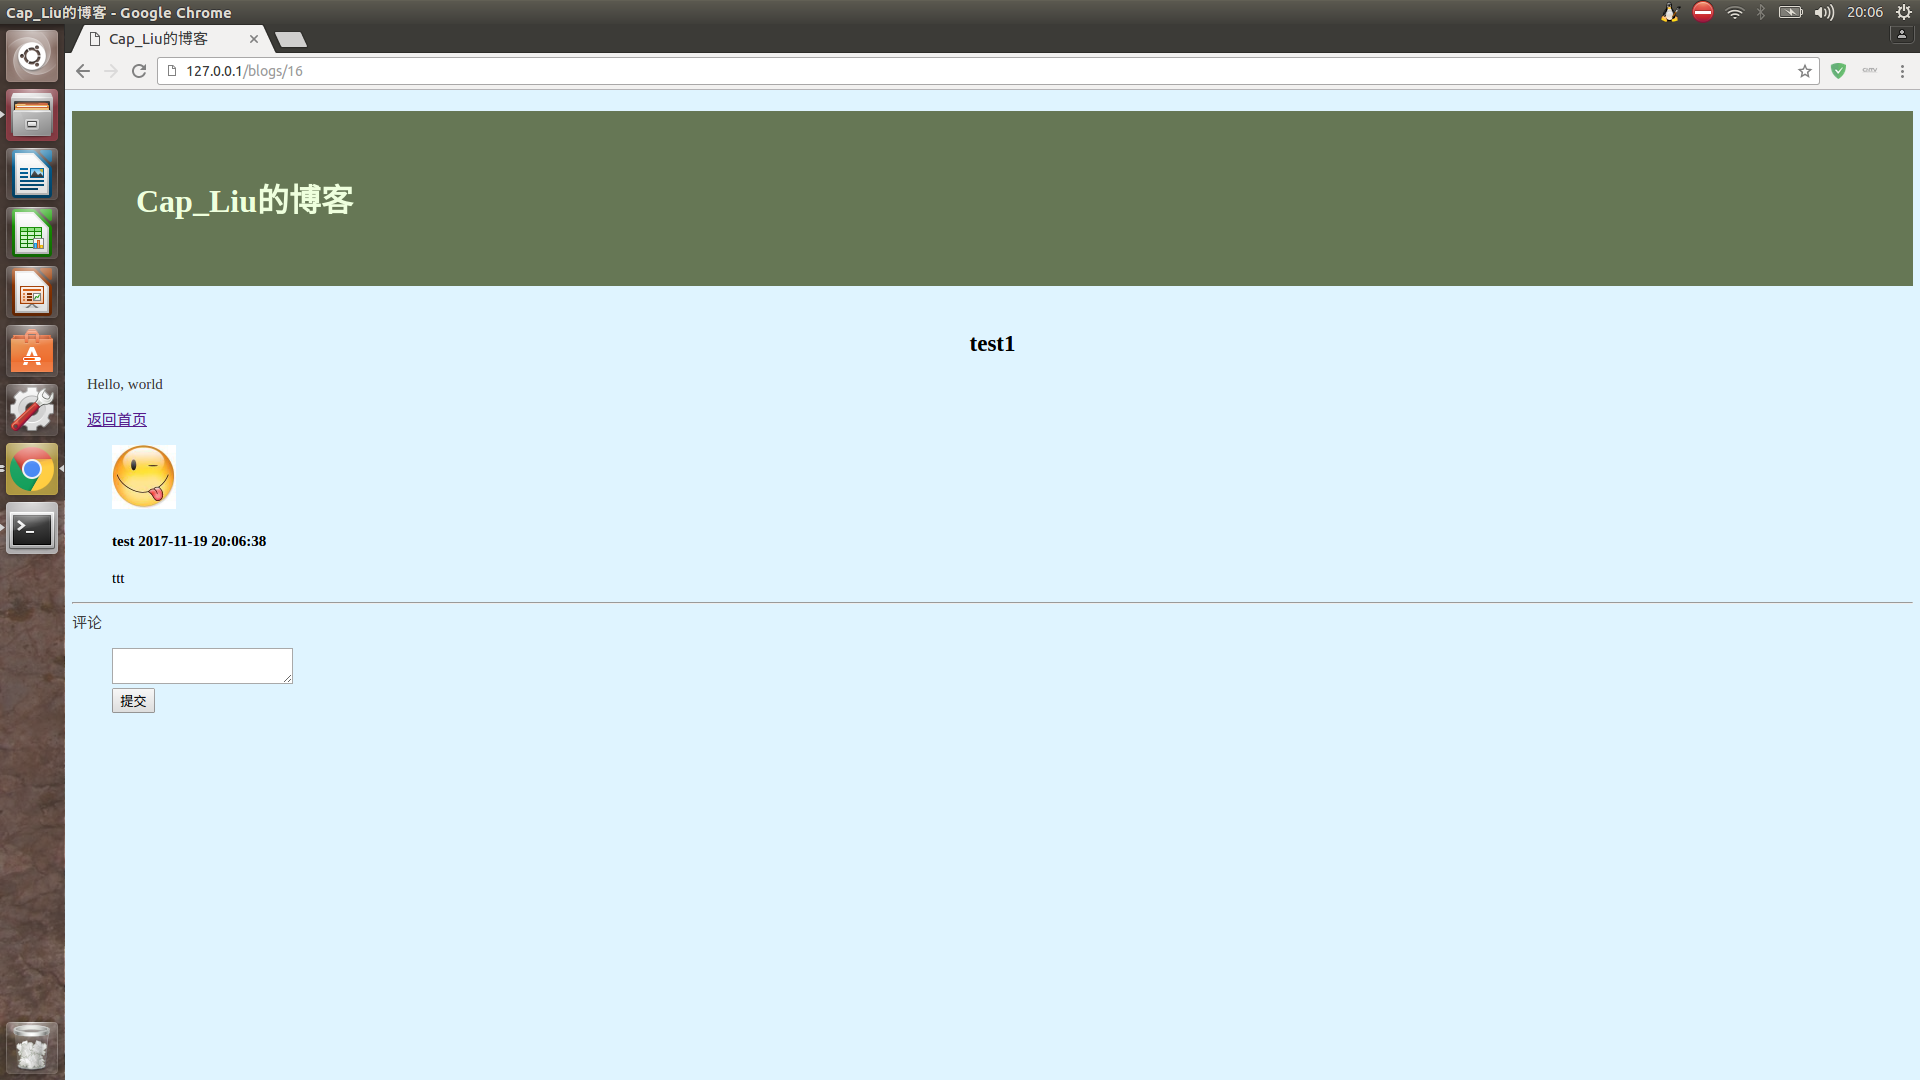 Cap_Liu的博客 - Google Chrome
20:06
Cap_Liu的博客
127.0.0.1/blogs/16
Cap_Liu的博客
test1
Hello, world
返回首页
test 2017-11-19 20:06:38
ttt
评论
提交